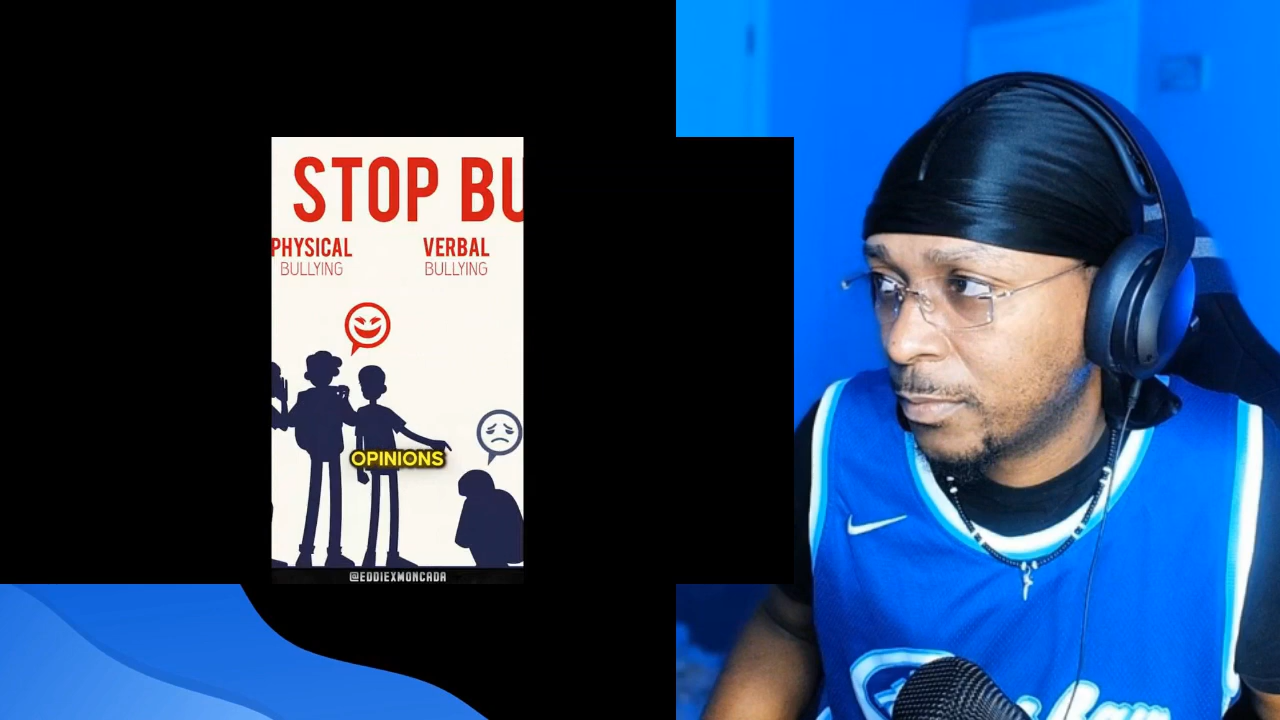 STOP BU
PHYSICAL
BULLYING
VERBAL
BULLYING
OPINIONS
@EDDIEXMONCADA